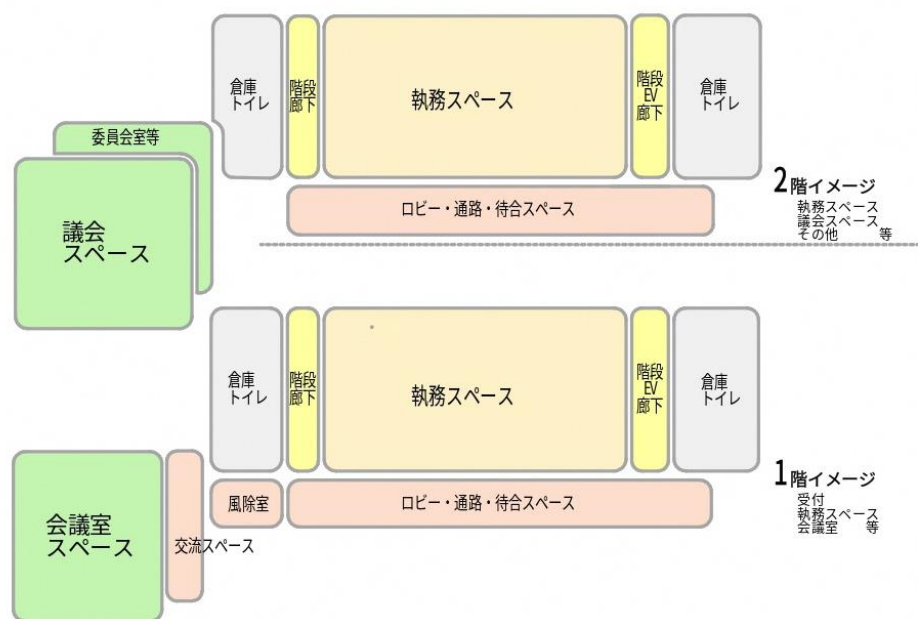 倉庫
トイレ
階段
廊下
執務スペース
階段
EV
廊下
倉庫
トイレ
委員会室等
議会
スペース
ロビー・通路・待合スペース
2階イメージ
執務スペース
議会スペース
その他 等
倉庫
トイレ
階段
廊下
執務スペース
階段
EV
廊下
倉庫
トイレ
会議室
スペース
交流スペース
風除室
ロビー・通路・待合スペース
1階イメージ
受付
執務スペース
会議室 等